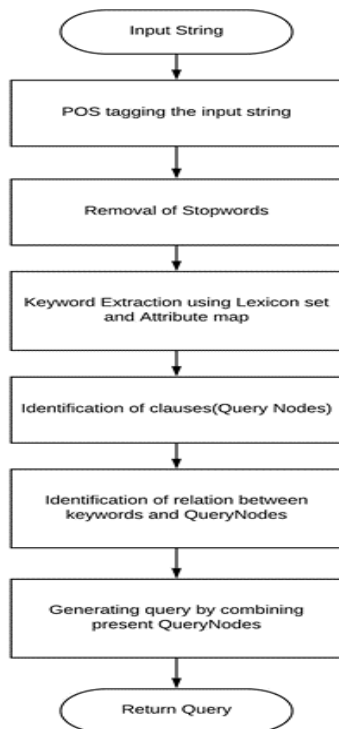 Input String
POS tagging the input string
Removal of Stopwords
Keyword Extraction using Lexicon set
and Attribute map
Identification of clauses(Query Nodes)
Identification of relation between
keywords and QueryNodes
Generating query by combining
present QueryNodes
Return Query